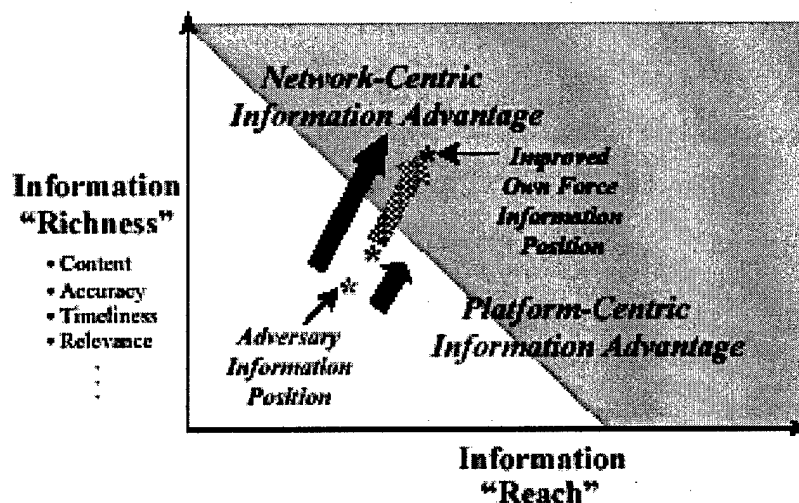 Network-Centric
Information Advantage
Improved
Own Force
Information
Position
Information
“Richness”
• Content
• Accuracy
• Timeliness
• Relevance
Adversary
Information
Position
Platform-Centric
Information Advantage
Information
“Reach”